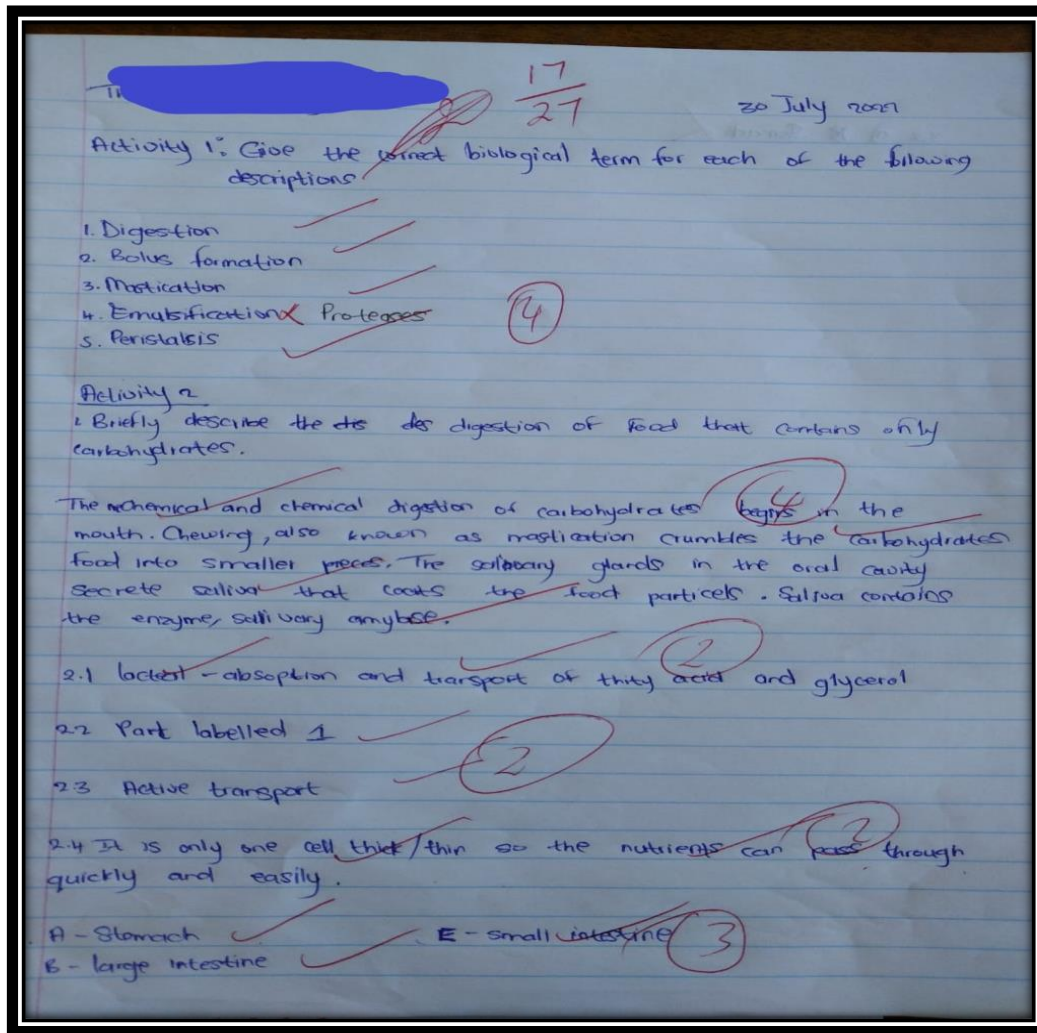 17
27
30 July 2021
Activity 1: Give the correct biological term for each of the following
descriptions
1. Digestion
2. Bolus formation
3. Mastication
4. Emulsification Proteases
4
5. Peristalsis
Activity 2
1 Briefly describe the des digestion of food that contains only
carbohydrates.
4
The mchemical and chemical digestion of carbohydrates begins in the
mouth. Chewing, also known as mastication crumbles the carbohydrates
food into smaller pieces. The salivary glands in the oral cavity
secrete saliva that coats the food particels. Saliva contains
the enzyme, sallivary amylase.
2
2.1 lacteal - absoption and transport of thity acid and glycerol
2.2 Part labelled 1
2
2.3 Active transport
2.4 It is only one cell thick/thin so the nutrients can pass through
2
quickly and easily.
A - Stomach E - small intestine 3
B - large intestine